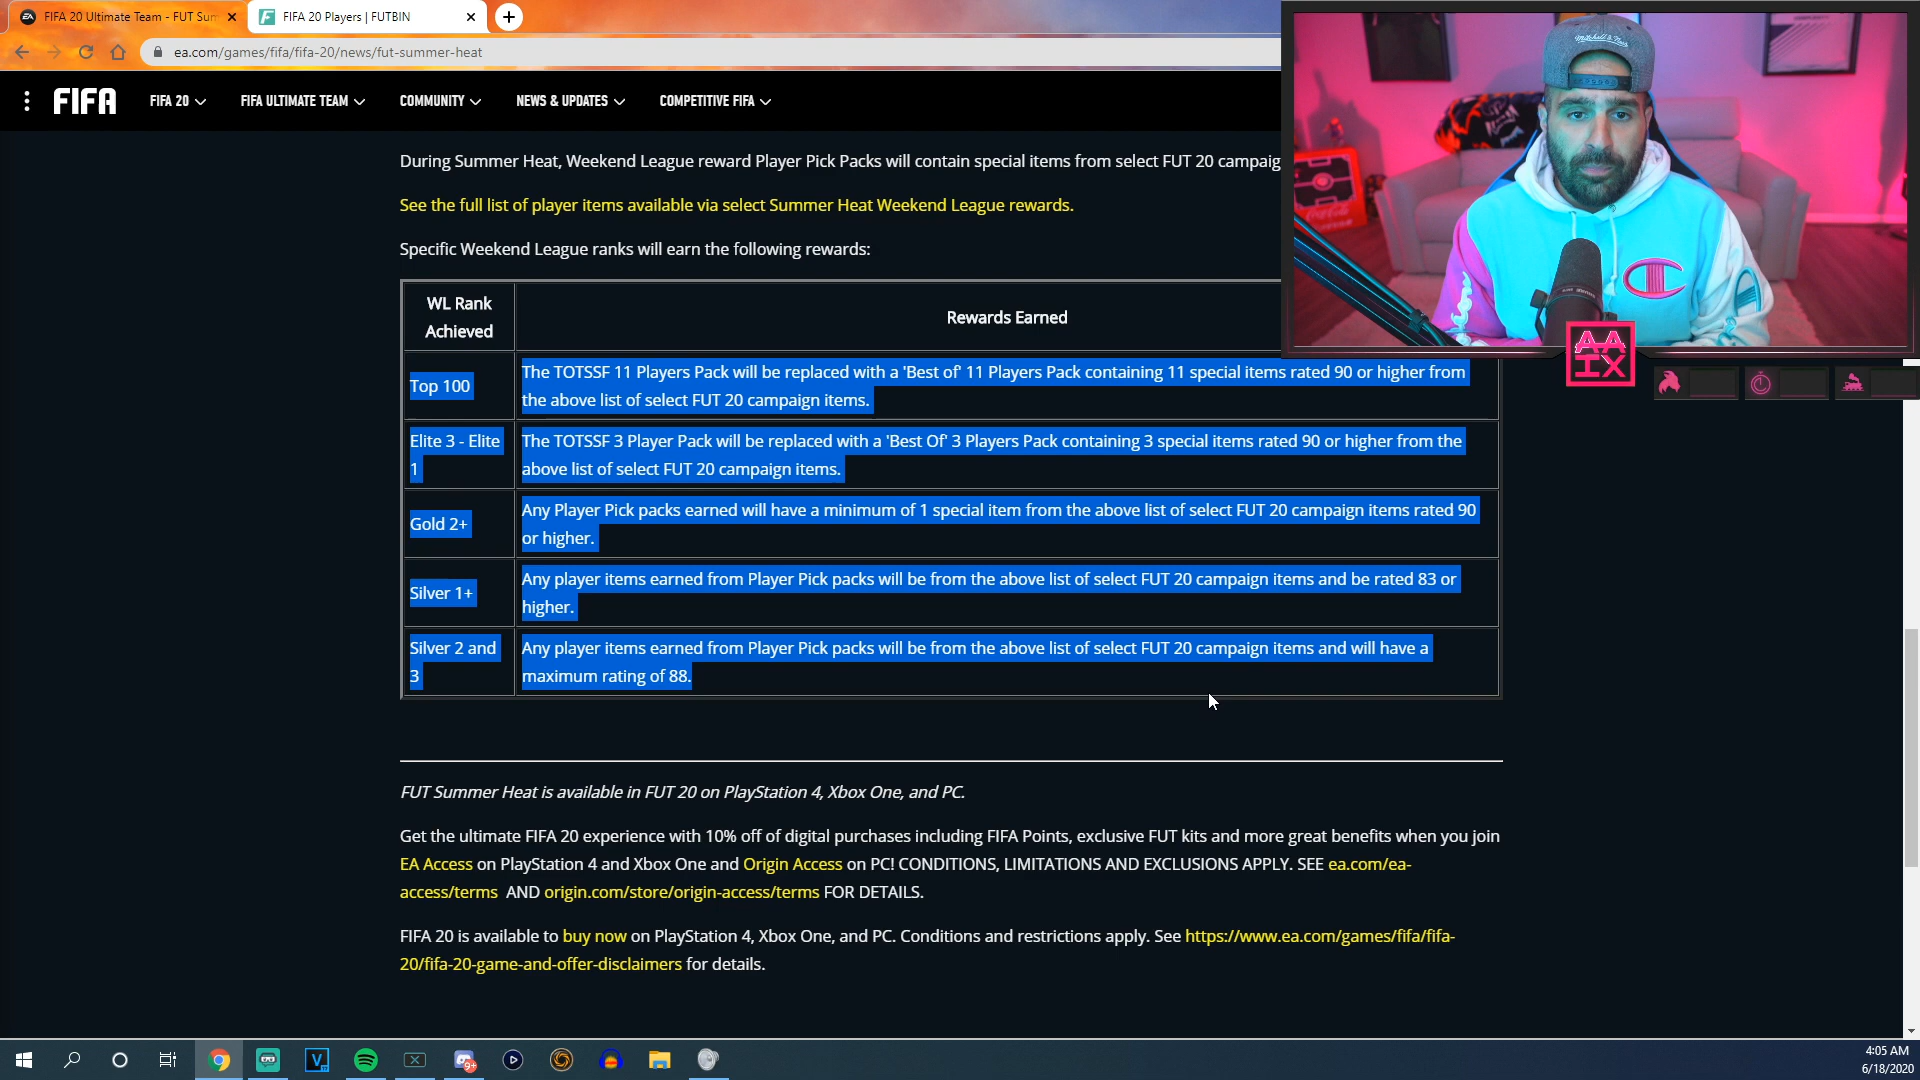 FIFA 20 Ultimate Team - FUT Sum
FIFA 20 Players | FUTBIN
ea.com/games/fifa/fifa-20/news/fut-summer-heat
FIFA
FIFA 20
FIFA ULTIMATE TEAM
COMMUNITY
NEWS & UPDATES
COMPETITIVE FIFA
During Summer Heat, Weekend League reward Player Pick Packs will contain special items from select FUT 20 campaig
See the full list of player items available via select Summer Heat Weekend League rewards.
Specific Weekend League ranks will earn the following rewards:
WL Rank
Achieved
Rewards Earned
Top 100
The TOTSSF 11 Players Pack will be replaced with a 'Best of' 11 Players Pack containing 11 special items rated 90 or higher from
the above list of select FUT 20 campaign items.
Elite 3 - Elite
1
The TOTSSF 3 Player Pack will be replaced with a 'Best Of' 3 Players Pack containing 3 special items rated 90 or higher from the
above list of select FUT 20 campaign items.
Gold 2+
Any Player Pick packs earned will have a minimum of 1 special item from the above list of select FUT 20 campaign items rated 90
or higher.
Silver 1+
Any player items earned from Player Pick packs will be from the above list of select FUT 20 campaign items and be rated 83 or
higher.
Silver 2 and
3
Any player items earned from Player Pick packs will be from the above list of select FUT 20 campaign items and will have a
maximum rating of 88.
FUT Summer Heat is available in FUT 20 on PlayStation 4, Xbox One, and PC.
Get the ultimate FIFA 20 experience with 10% off of digital purchases including FIFA Points, exclusive FUT kits and more great benefits when you join
EA Access on PlayStation 4 and Xbox One and Origin Access on PC! CONDITIONS, LIMITATIONS AND EXCLUSIONS APPLY. SEE ea.com/ea-
access/terms AND origin.com/store/origin-access/terms FOR DETAILS.
FIFA 20 is available to buy now on PlayStation 4, Xbox One, and PC. Conditions and restrictions apply. See https://www.ea.com/games/fifa/fifa-
20/fifa-20-game-and-offer-disclaimers for details.
Mitchell & Ness
AA
IX
9+
4:05 AM
6/18/2020